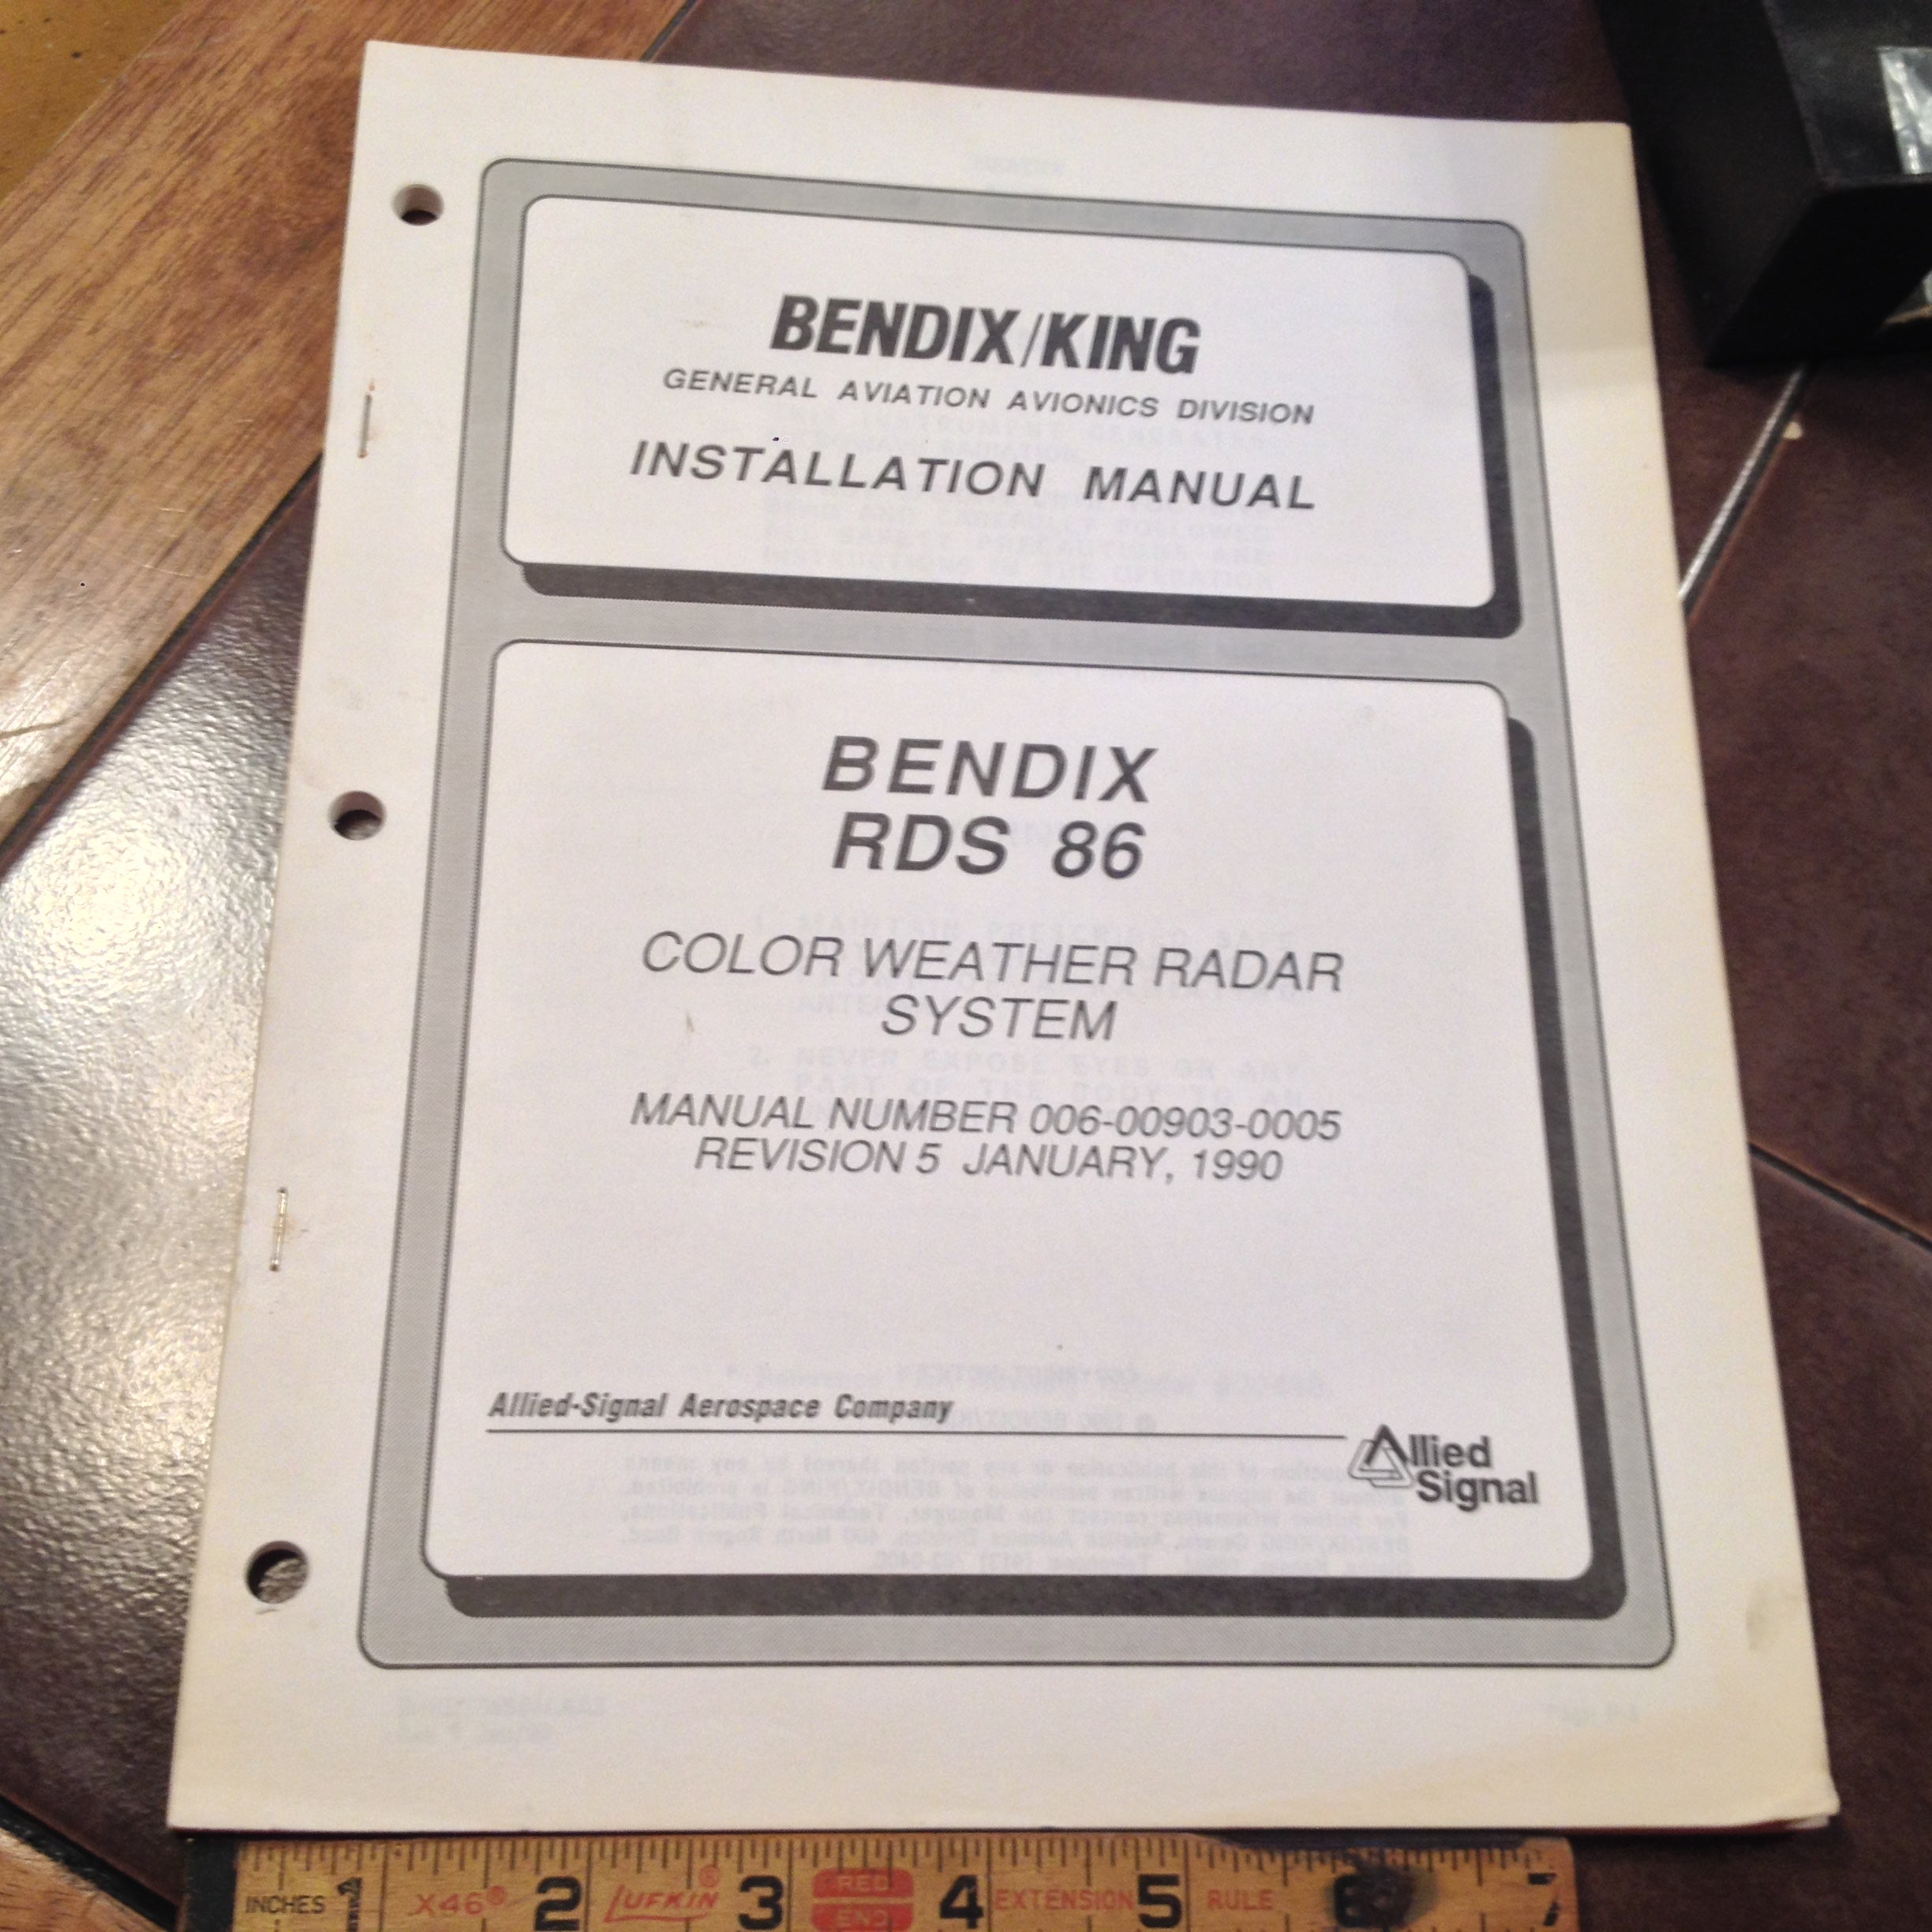 BENDIX/KING
GENERAL AVIATION AVIONICS DIVISION
INSTALLATION MANUAL
BENDIX
RDS 86
COLOR WEATHER RADAR
SYSTEM
MANUAL NUMBER 006-00903-0005
REVISION 5 JANUARY, 1990
Allied-Signal Aerospace Company
Allied
Signal
INCHES 1 X46® 2 LUFKIN® 3 RED END 4 EXTENSION 5 RULE 6 7